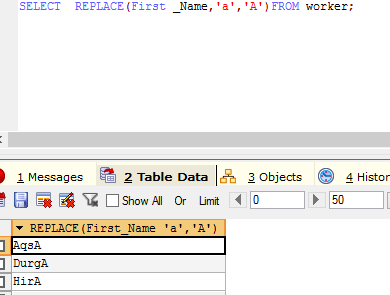 SELECT REPLACE(First _Name,'a','A')FROM worker;
1 Messages 2 Table Data 3 Objects 4 Histo
Show All Or Limit 0 50
REPLACE(First_Name 'a','A')
AqsA
DurgA
HirA